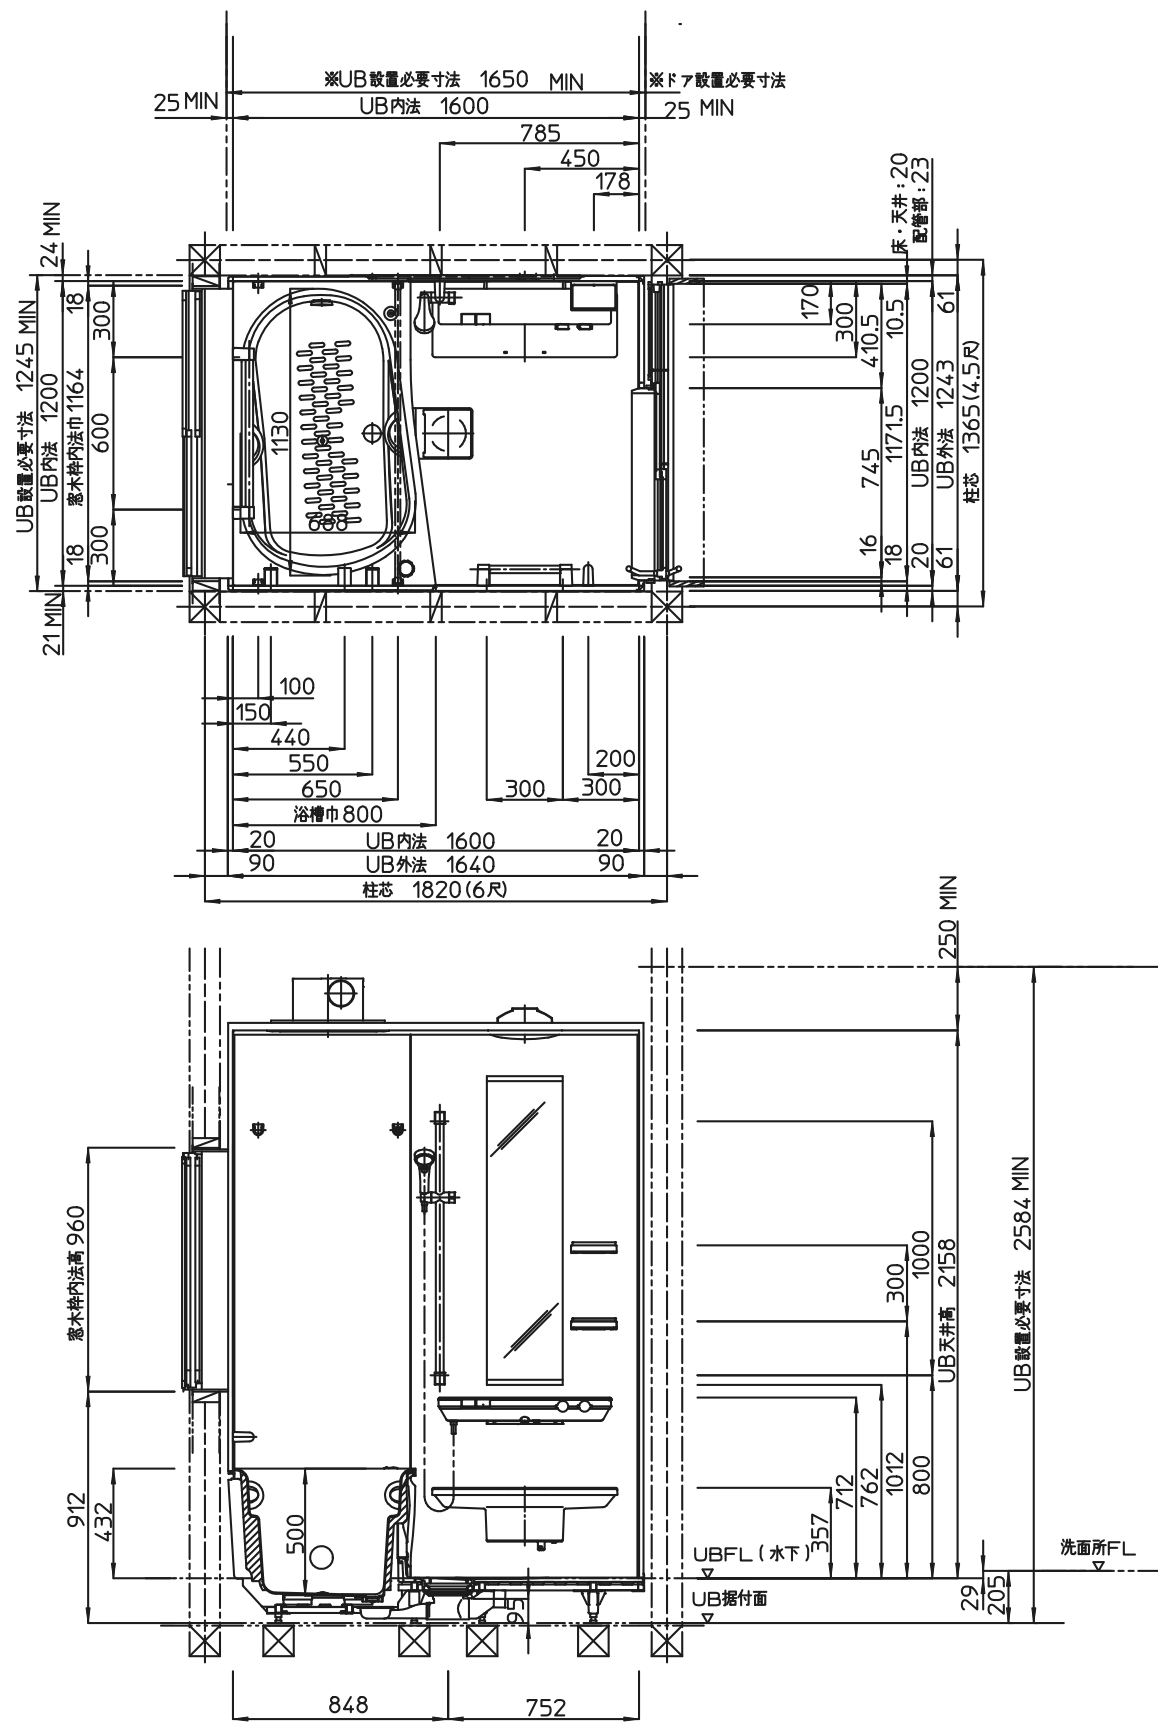 ※UB設置必要寸法 1650 MIN
※ドア設置必要寸法
25 MIN
UB内法 1600
25 MIN
785
450
178
床・天井：20
配管部：23
24 MIN
UB設置必要寸法 1245 MIN
UB内法 1200
窓木枠内法巾1164
18
300
600
300
18
21 MIN
1130
688
170
300
410.5
10.5
61
745
1171.5
UB内法 1200
UB外法 1243
柱芯 1365(4.5尺)
16
18
20
61
100
150
440
550
650
浴槽巾800
200
300
300
20
UB内法 1600
20
90
UB外法 1640
90
柱芯 1820(6尺)
250 MIN
窓木枠内法高 960
912
432
500
300
1000
UB天井高 2158
UB設置必要寸法 2584 MIN
357
712
762
1012
800
UBFL(水下)
洗面所FL
UB据付面
29
205
95
848
752